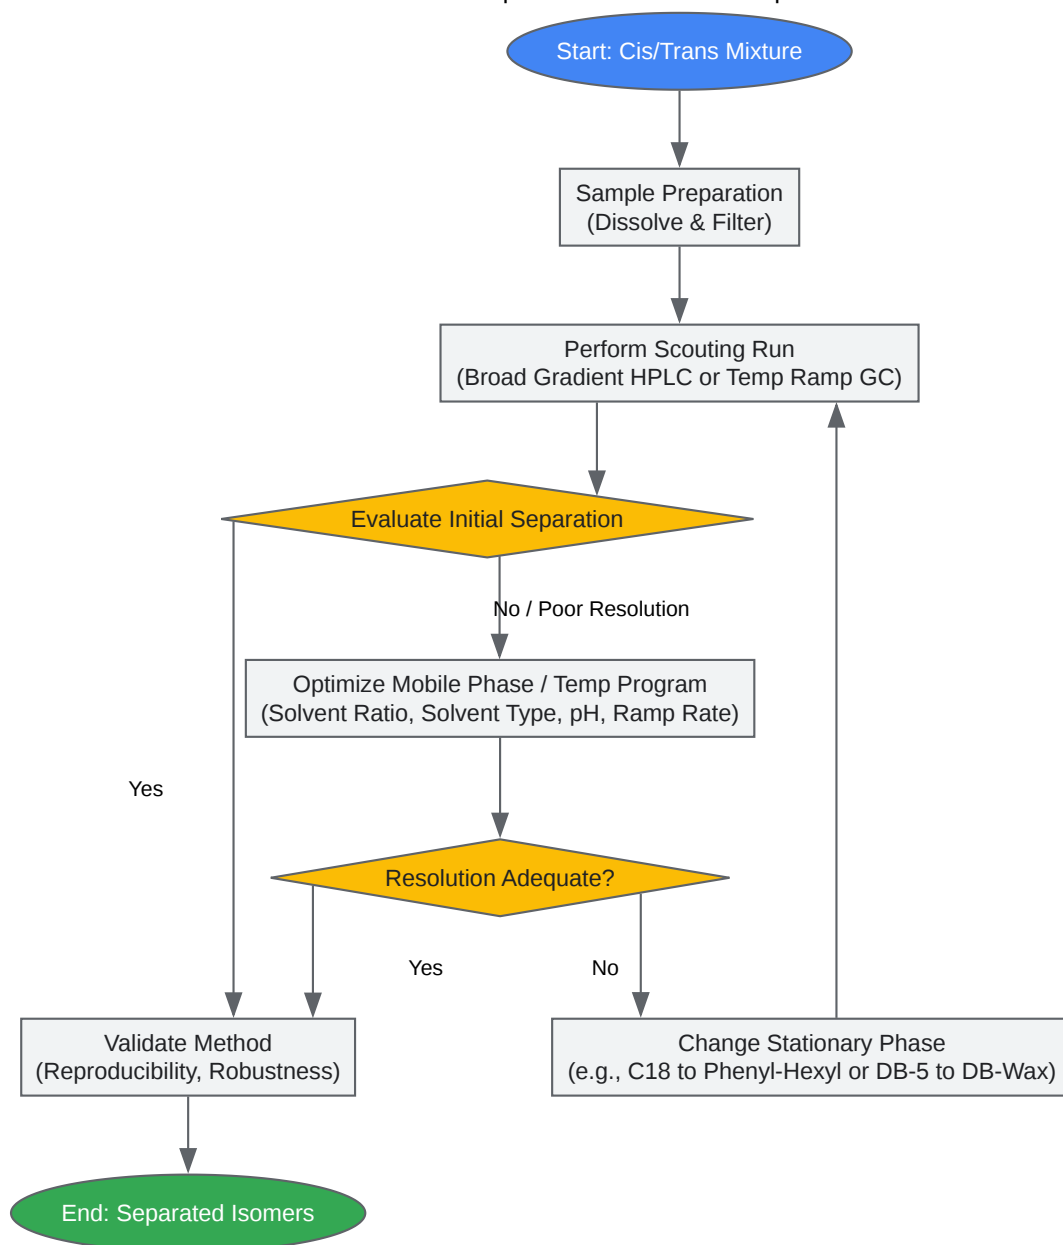 Start: Cis/Trans Mixture
Sample Preparation
(Dissolve & Filter)
Perform Scouting Run
(Broad Gradient HPLC or Temp Ramp GC)
Evaluate Initial Separation
No / Poor Resolution
Optimize Mobile Phase / Temp Program
(Solvent Ratio, Solvent Type, pH, Ramp Rate)
Yes
Resolution Adequate?
Yes
No
Validate Method
(Reproducibility, Robustness)
Change Stationary Phase
(e.g., C18 to Phenyl-Hexyl or DB-5 to DB-Wax)
End: Separated Isomers